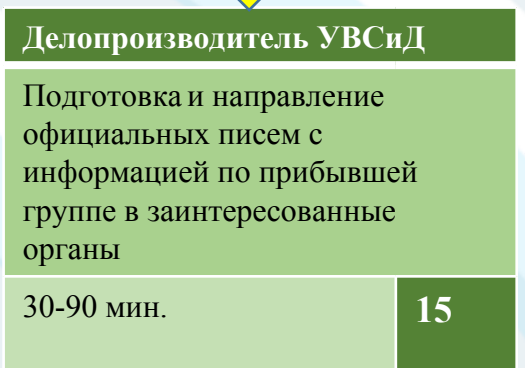 Делопроизводитель УВСиД
Подготовка и направление
официальных писем с
информацией по прибывшей
группе в заинтересованные
органы
30-90 мин.
15